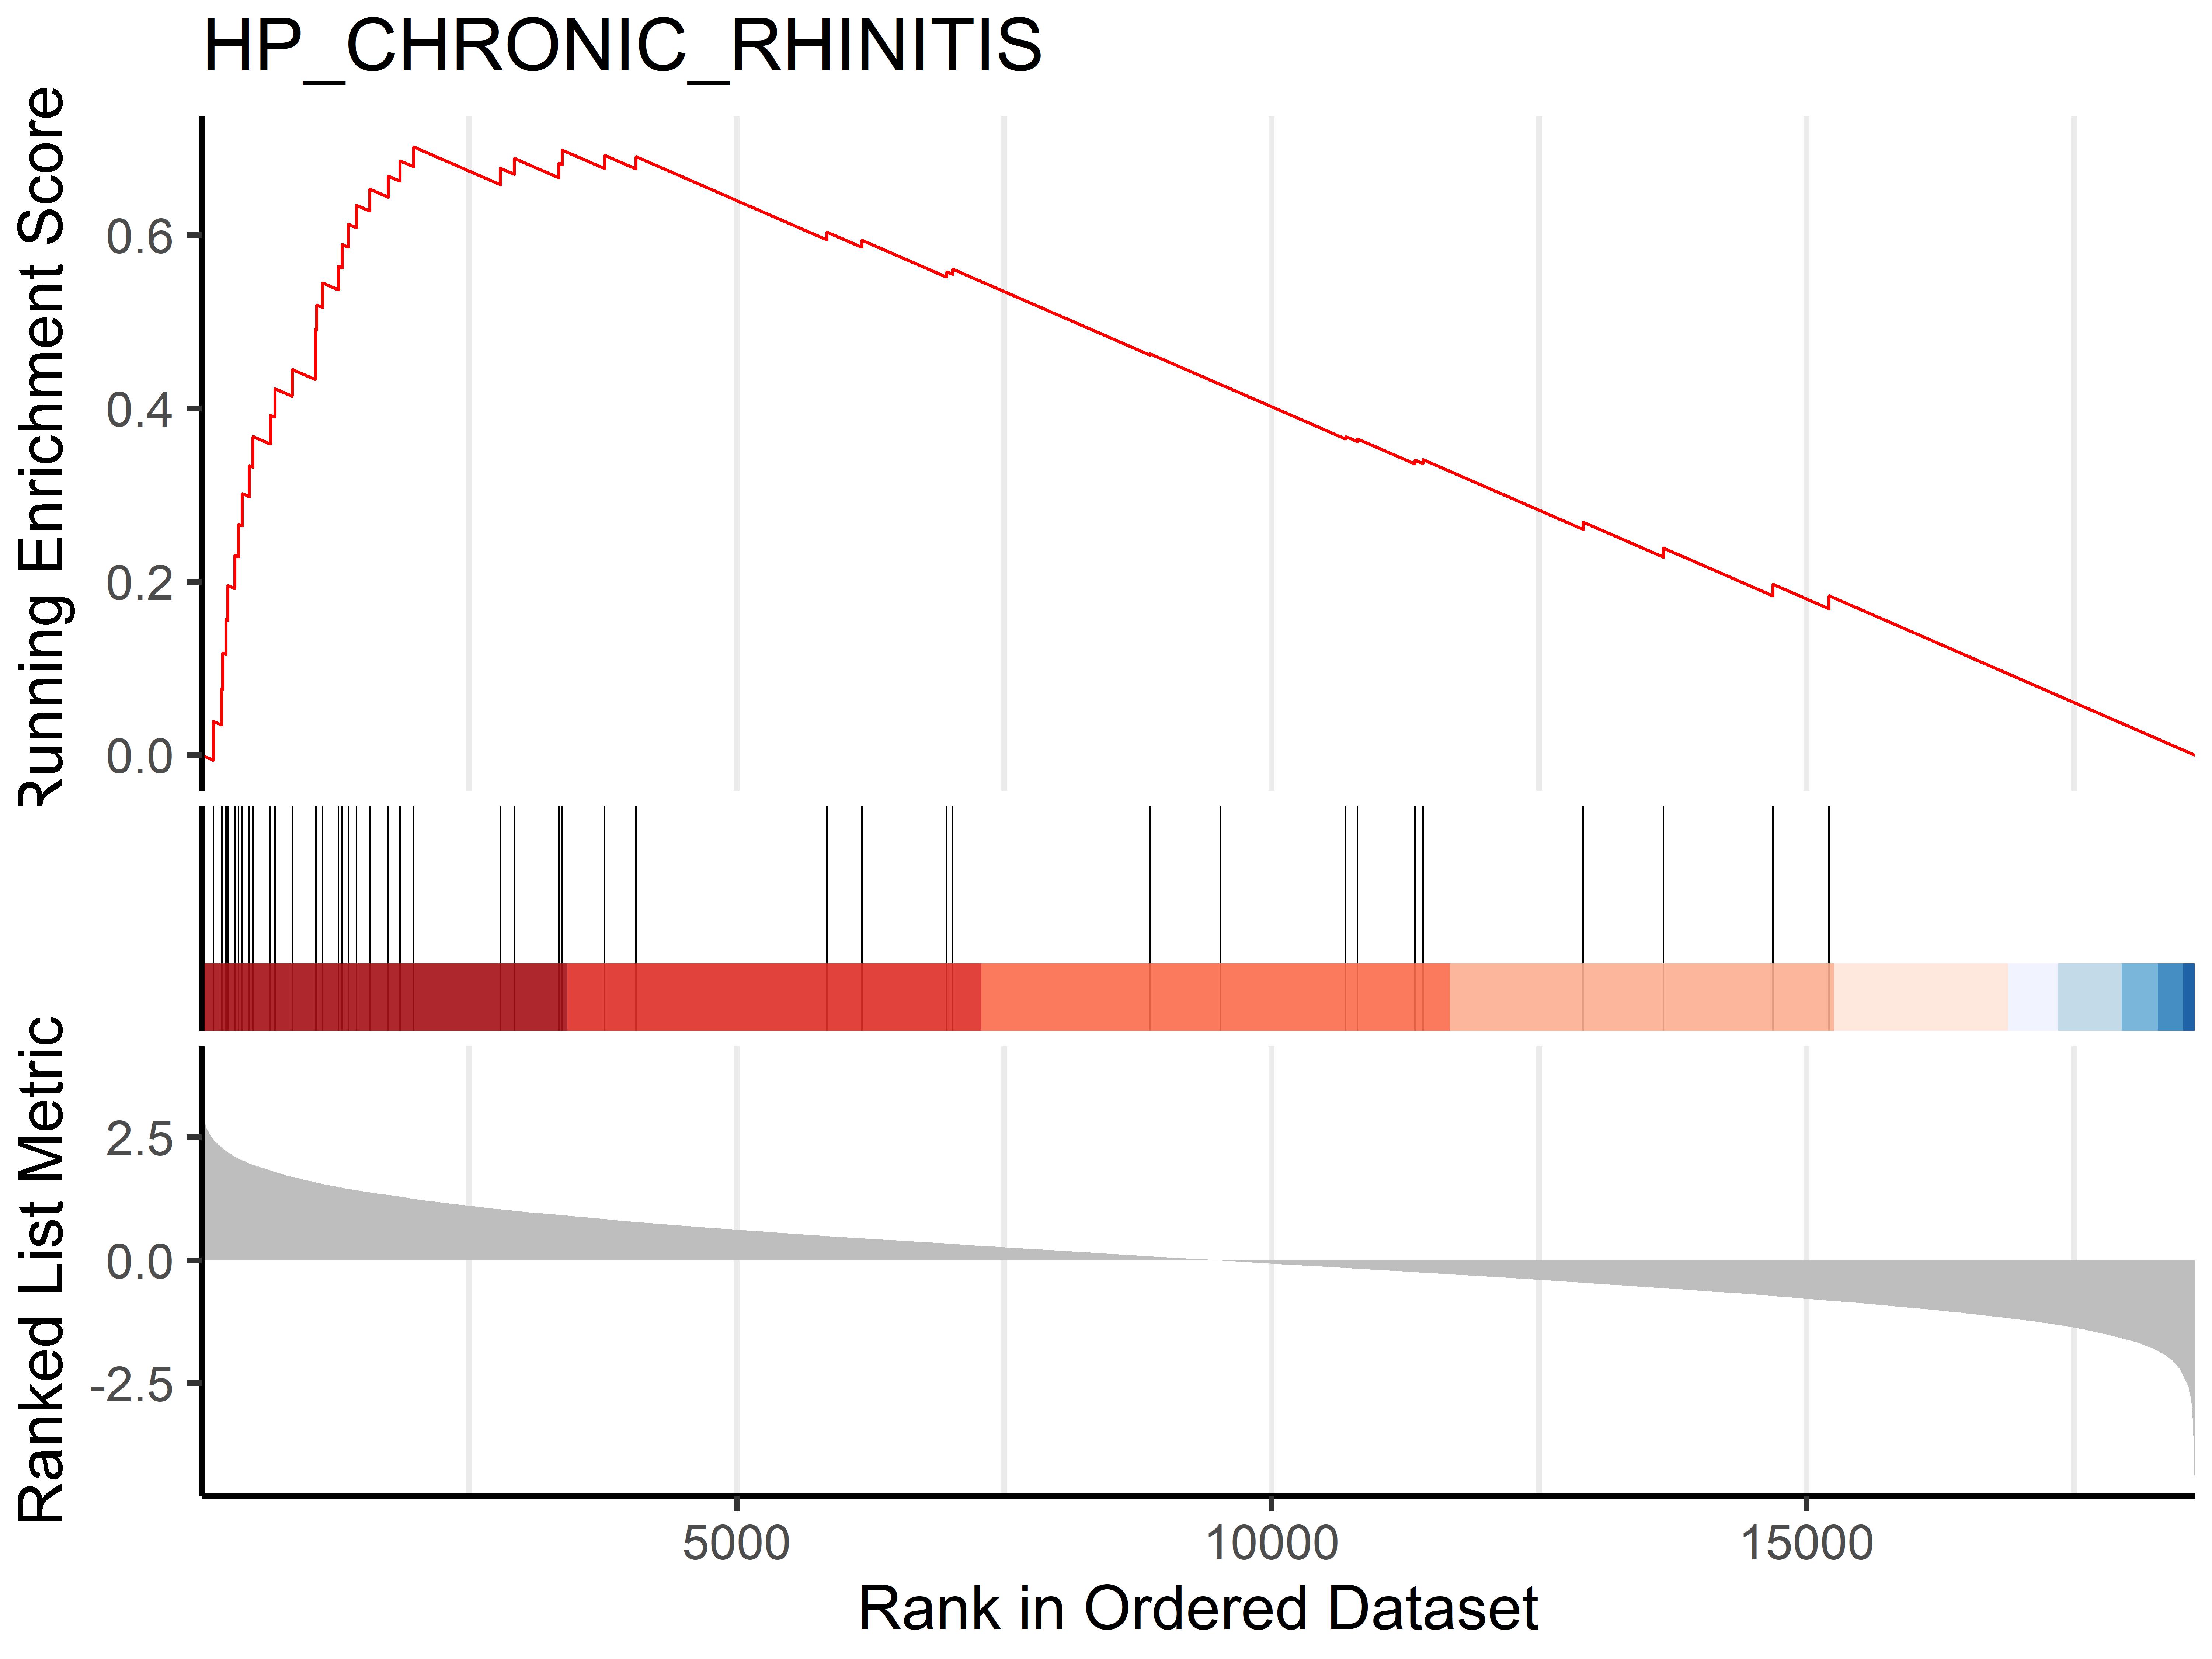 HP_CHRONIC_RHINITIS
Running Enrichment Score
0.6
0.4
0.2
0.0
Ranked List Metric
2.5
0.0
-2.5
5000
10000
15000
Rank in Ordered Dataset